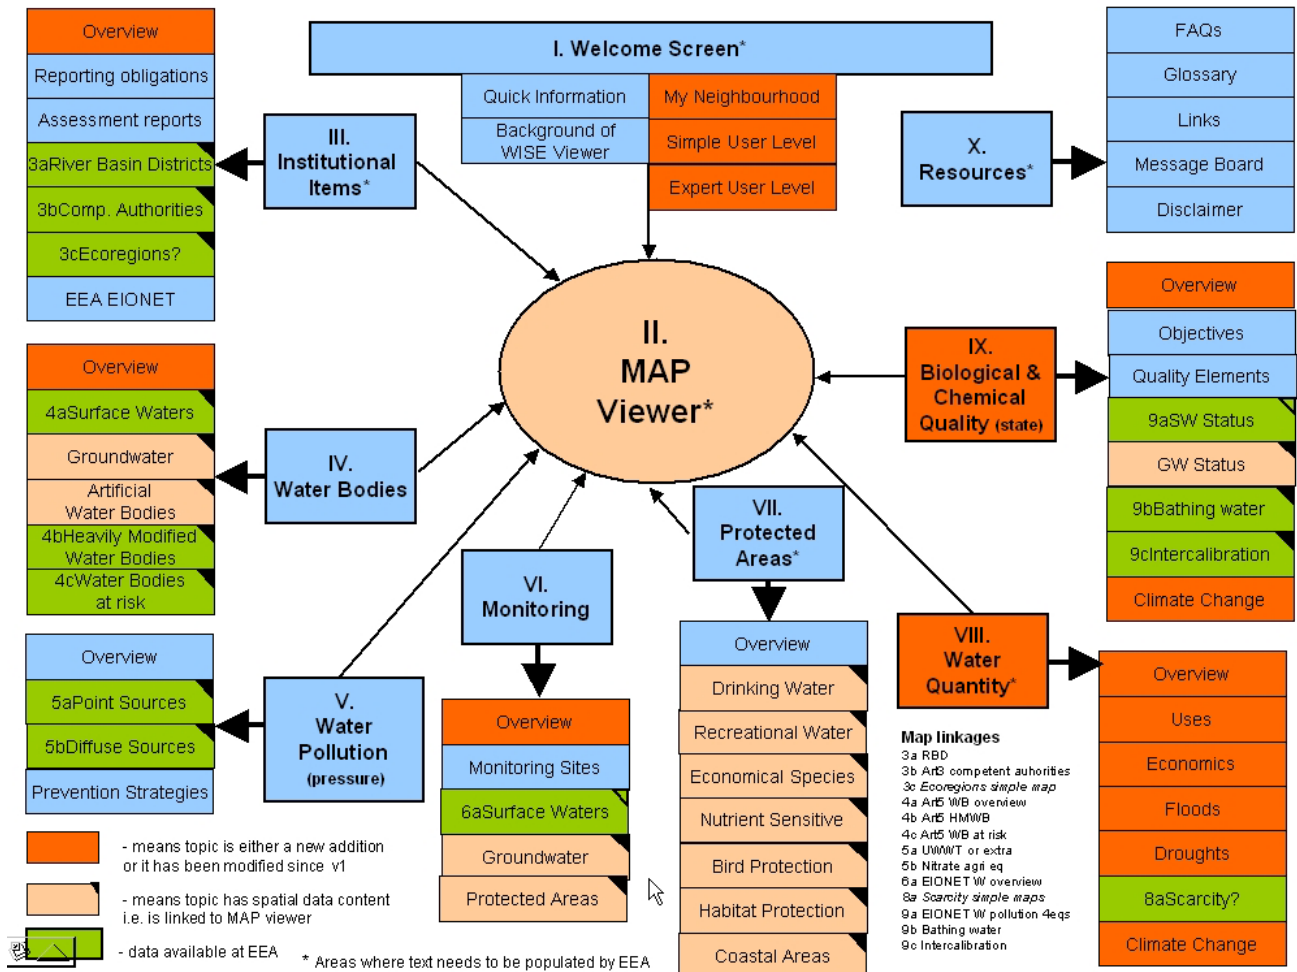 I. Welcome Screen*
Quick Information
Background of
WISE Viewer
My Neighbourhood
Simple User Level
Expert User Level
Overview
Reporting obligations
Assessment reports
3aRiver Basin Districts
3bComp. Authorities
3cEcoregions?
EEA EIONET
III.
Institutional
Items*
X.
Resources*
FAQs
Glossary
Links
Message Board
Disclaimer
II.
MAP
Viewer*
Overview
4aSurface Waters
Groundwater
Artificial
Water Bodies
4bHeavily Modified
Water Bodies
4cWater Bodies
at risk
IV.
Water Bodies
IX.
Biological &
Chemical
Quality (state)
Overview
Objectives
Quality Elements
9aSW Status
GW Status
9bBathing water
9cIntercalibration
Climate Change
Overview
5aPoint Sources
5bDiffuse Sources
Prevention Strategies
V.
Water
Pollution
(pressure)
VI.
Monitoring
Overview
Monitoring Sites
6aSurface Waters
Groundwater
Protected Areas
VII.
Protected
Areas*
Overview
Drinking Water
Recreational Water
Economical Species
Nutrient Sensitive
Bird Protection
Habitat Protection
Coastal Areas
VIII.
Water
Quantity*
Overview
Uses
Economics
Floods
Droughts
8aScarcity?
Climate Change
Map linkages
3a RBD
3b Art3 competent auhorities
3c Ecoregions simple map
4a Art5 WB overview
4b Art5 HMWB
4c Art5 WB at risk
5a UWWT or extra
5b Nitrate agri eq
6a EIONET W overview
8a Scarcity simple maps
9a EIONET W pollution 4eqs
9b Bathing water
9c Intercalibration
- means topic is either a new addition
or it has been modified since v1
- means topic has spatial data content
i.e. is linked to MAP viewer
- data available at EEA
* Areas where text needs to be populated by EEA